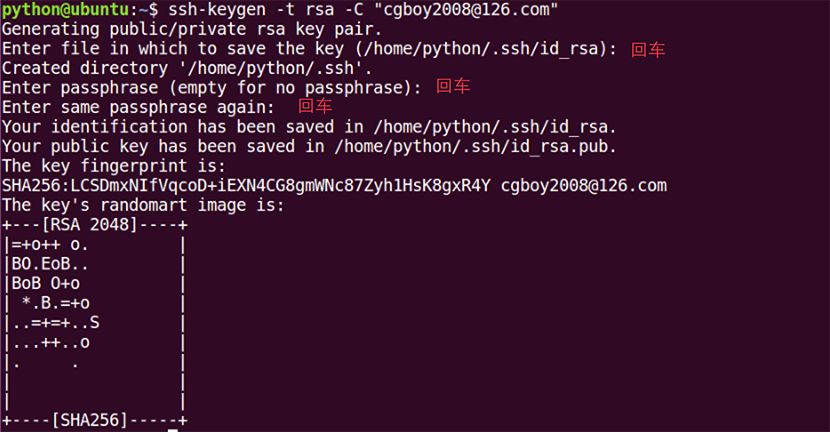 python@ubuntu:~$ ssh-keygen -t rsa -C "cgboy2008@126.com"
Generating public/private rsa key pair.
Enter file in which to save the key (/home/python/.ssh/id_rsa): 回车
Created directory '/home/python/.ssh'.
Enter passphrase (empty for no passphrase): 回车
Enter same passphrase again: 回车
Your identification has been saved in /home/python/.ssh/id_rsa.
Your public key has been saved in /home/python/.ssh/id_rsa.pub.
The key fingerprint is:
SHA256:LCSDmxNIfVqcoD+iEXN4CG8gmWNc87Zyh1HsK8gxR4Y cgboy2008@126.com
The key's randomart image is:
+---[RSA 2048]----+
|=+o++ o.         |
|BO.EoB..         |
|BoB O+o          |
| *.B.=+o         |
|..=+=+..S        |
|...++..o         |
|.     .          |
|                 |
|                 |
+----[SHA256]-----+